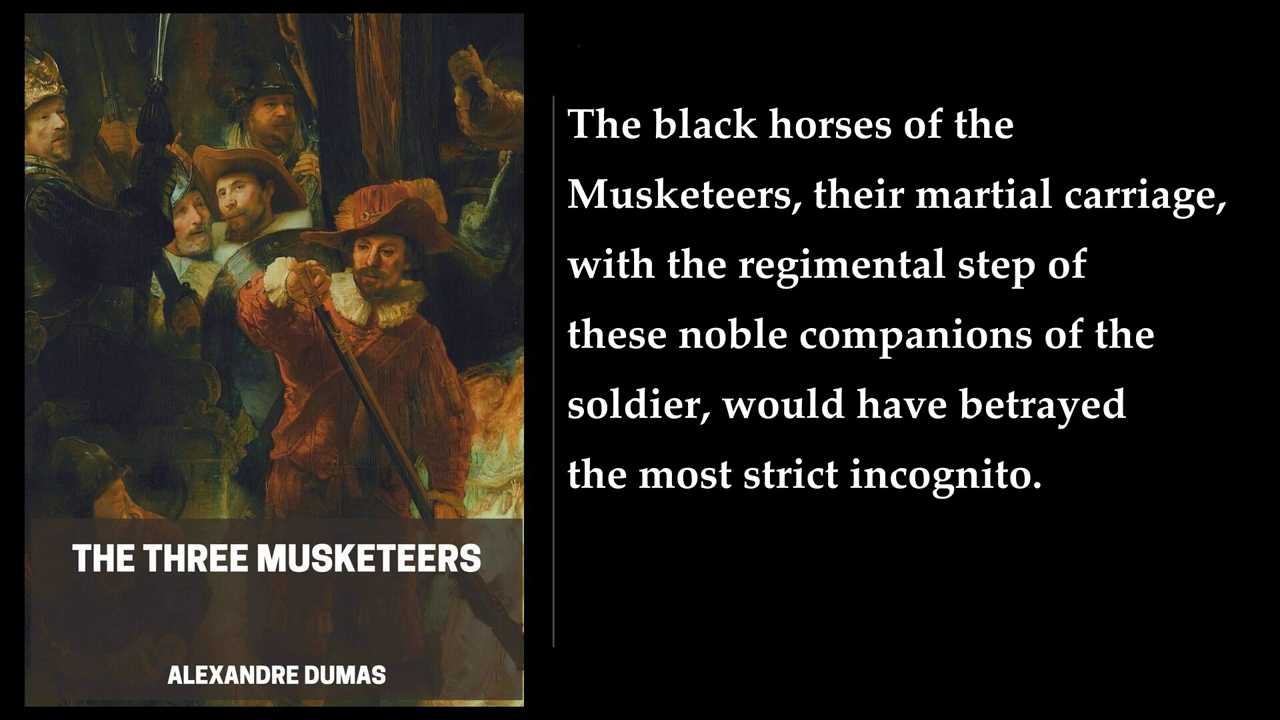 THE THREE MUSKETEERS
ALEXANDRE DUMAS
The black horses of the
Musketeers, their martial carriage,
with the regimental step of
these noble companions of the
soldier, would have betrayed
the most strict incognito.